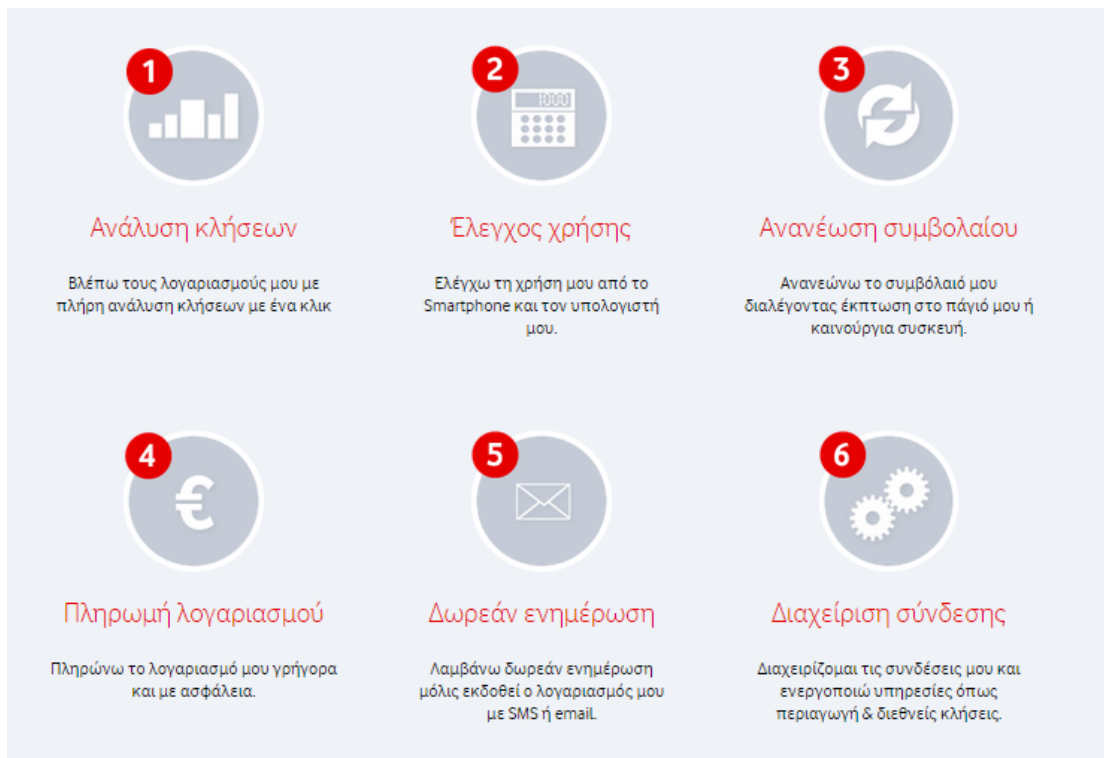 1
2
1000
3
Ανάλυση κλήσεων
Έλεγχος χρήσης
Ανανέωση συμβολαίου
Βλέπω τους λογαριασμούς μου με
πλήρη ανάλυση κλήσεων με ένα κλικ
Ελέγχω τη χρήση μου από το
Smartphone και τον υπολογιστή
μου.
Ανανεώνω το συμβόλαιό μου
διαλέγοντας έκπτωση στο πάγιό μου ή
καινούργια συσκευή.
4
€
5
6
Πληρωμή λογαριασμού
Δωρεάν ενημέρωση
Διαχείριση σύνδεσης
Πληρώνω το λογαριασμό μου γρήγορα
και με ασφάλεια.
Λαμβάνω δωρεάν ενημέρωση
μόλις εκδοθεί ο λογαριασμός μου
με SMS ή email.
Διαχειρίζομαι τις συνδέσεις μου και
ενεργοποιώ υπηρεσίες όπως
περιαγωγή & διεθνείς κλήσεις.